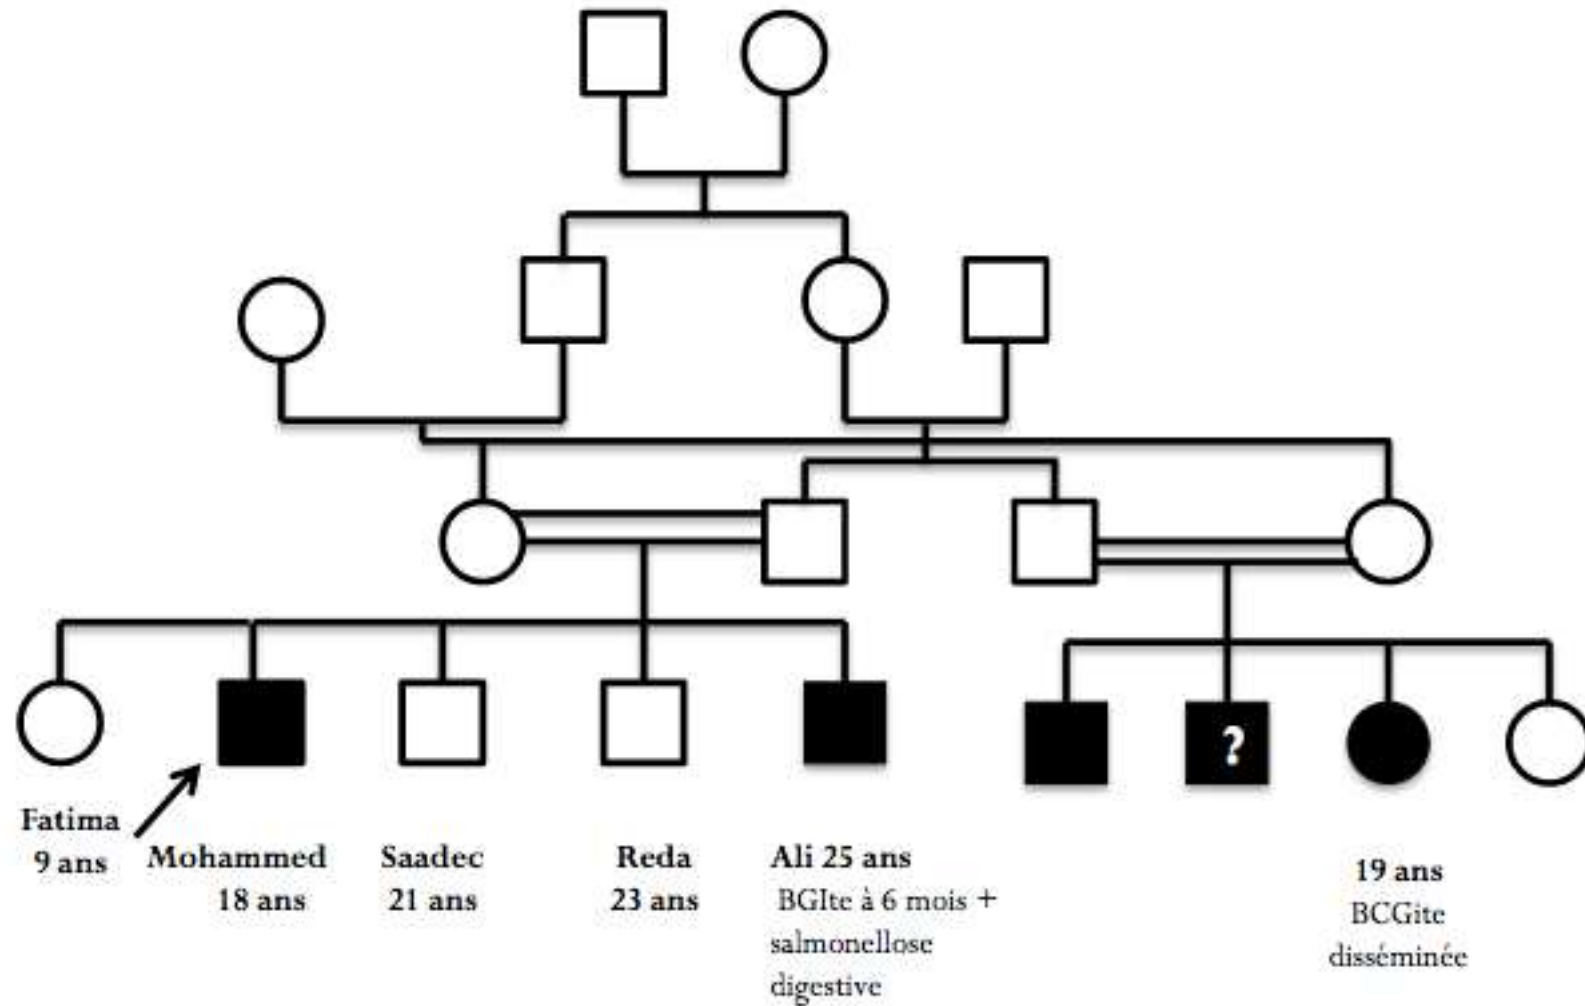 ?
Fatima
9 ans
Mohammed
18 ans
Saadec
21 ans
Reda
23 ans
Ali 25 ans
BGIte à 6 mois +
salmonellose
digestive
19 ans
BCGite
disséminée